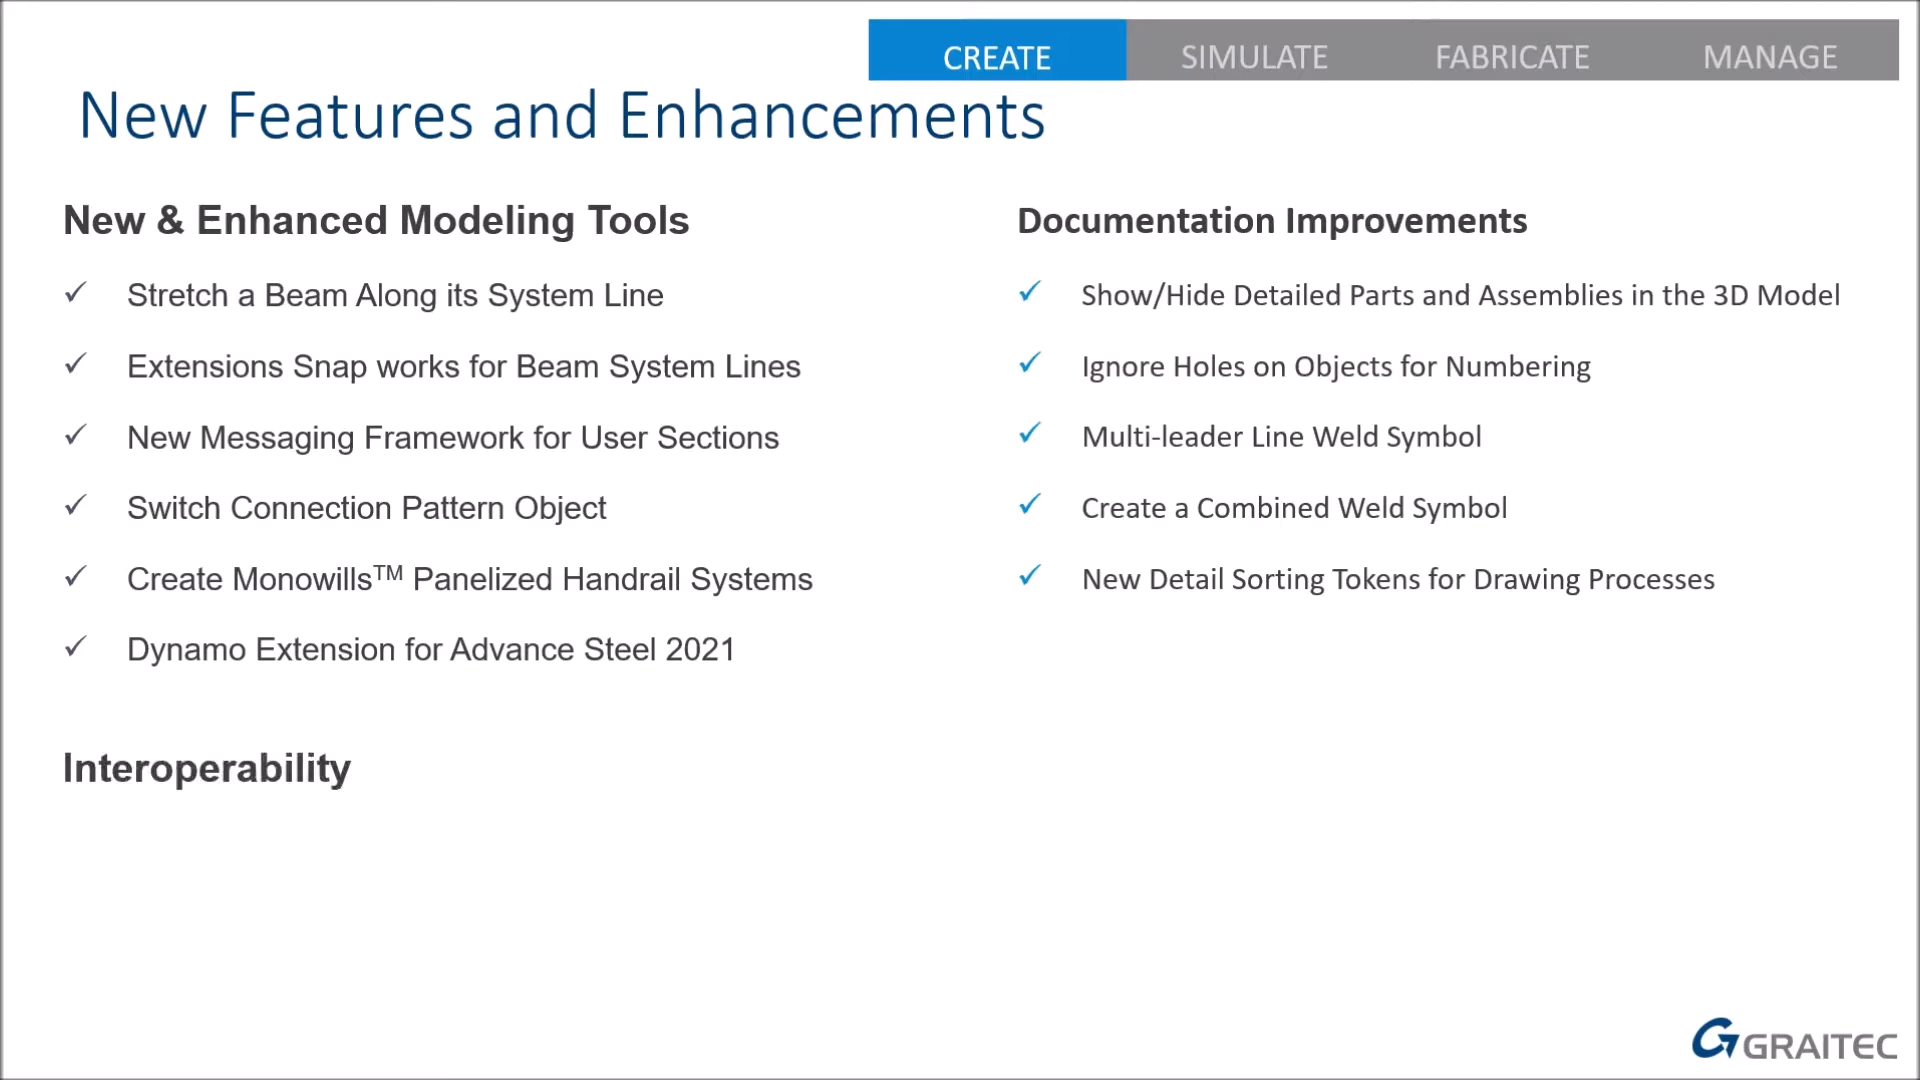 CREATE SIMULATE FABRICATE MANAGE
New Features and Enhancements
New & Enhanced Modeling Tools
✓ Stretch a Beam Along its System Line
✓ Extensions Snap works for Beam System Lines
✓ New Messaging Framework for User Sections
✓ Switch Connection Pattern Object
✓ Create Monowills™ Panelized Handrail Systems
✓ Dynamo Extension for Advance Steel 2021
Interoperability
Documentation Improvements
✓ Show/Hide Detailed Parts and Assemblies in the 3D Model
✓ Ignore Holes on Objects for Numbering
✓ Multi-leader Line Weld Symbol
✓ Create a Combined Weld Symbol
✓ New Detail Sorting Tokens for Drawing Processes
GRAITEC